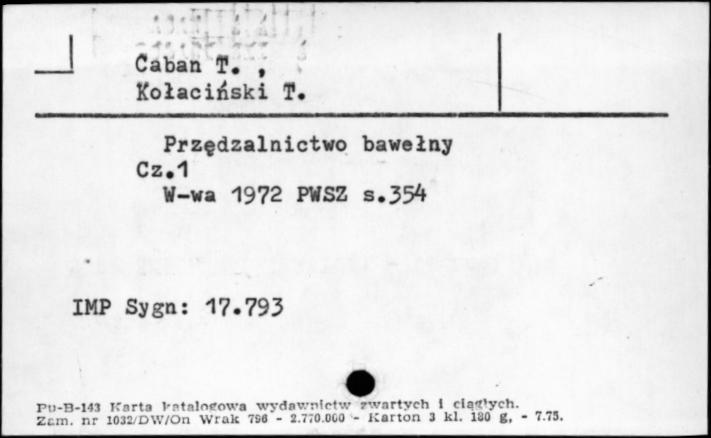 Caban T. ,
Kołaciński T.
Przędzalnictwo bawełny
Cz.1
W-wa 1972 PWSZ s.354
IMP Sygn: 17.793
Pu-B-143 Karta katalogowa wydawnictw zwartych i ciągłych.
Zam. nr 1032/DW/On Wrak 796 - 2.770.000 - Karton 3 kl. 180 g, - 7.75.